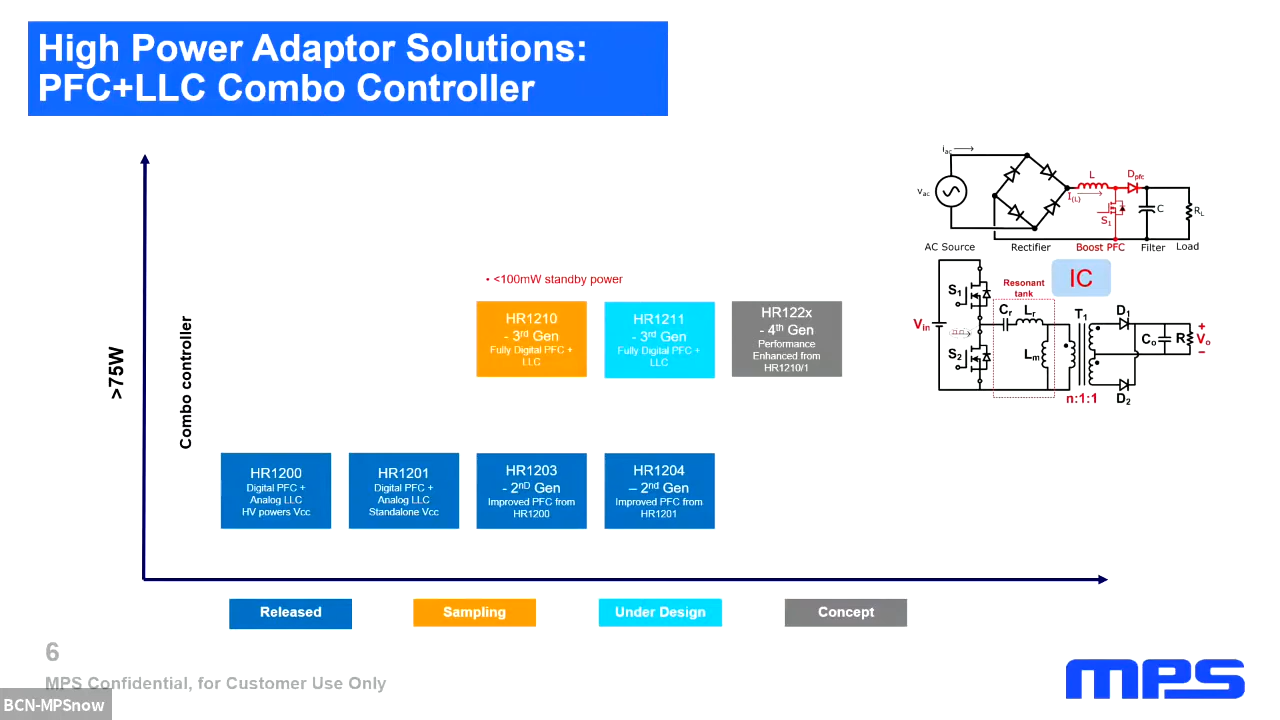 High Power Adaptor Solutions:
PFC+LLC Combo Controller
>75W
Combo controller
• <100mW standby power
HR1210
- 3rd Gen
Fully Digital PFC +
LLC
HR1211
- 3rd Gen
Fully Digital PFC +
LLC
HR122x
- 4th Gen
Performance
Enhanced from
HR1210/1
HR1200
Digital PFC +
Analog LLC
HV powers Vcc
HR1201
Digital PFC +
Analog LLC
Standalone Vcc
HR1203
- 2nD Gen
Improved PFC from
HR1200
HR1204
– 2nd Gen
Improved PFC from
HR1201
Released
Sampling
Under Design
Concept
iac
vac
L
I(L)
Dpfc
S1
C
RL
AC Source
Rectifier
Boost PFC
Filter
Load
IC
Resonant
tank
S1
Cr
Lr
T1
D1
Vin
S2
Lm
Co
R
+
Vo
–
n:1:1
D2
6
MPS Confidential, for Customer Use Only
BCN-MPSnow
mPS